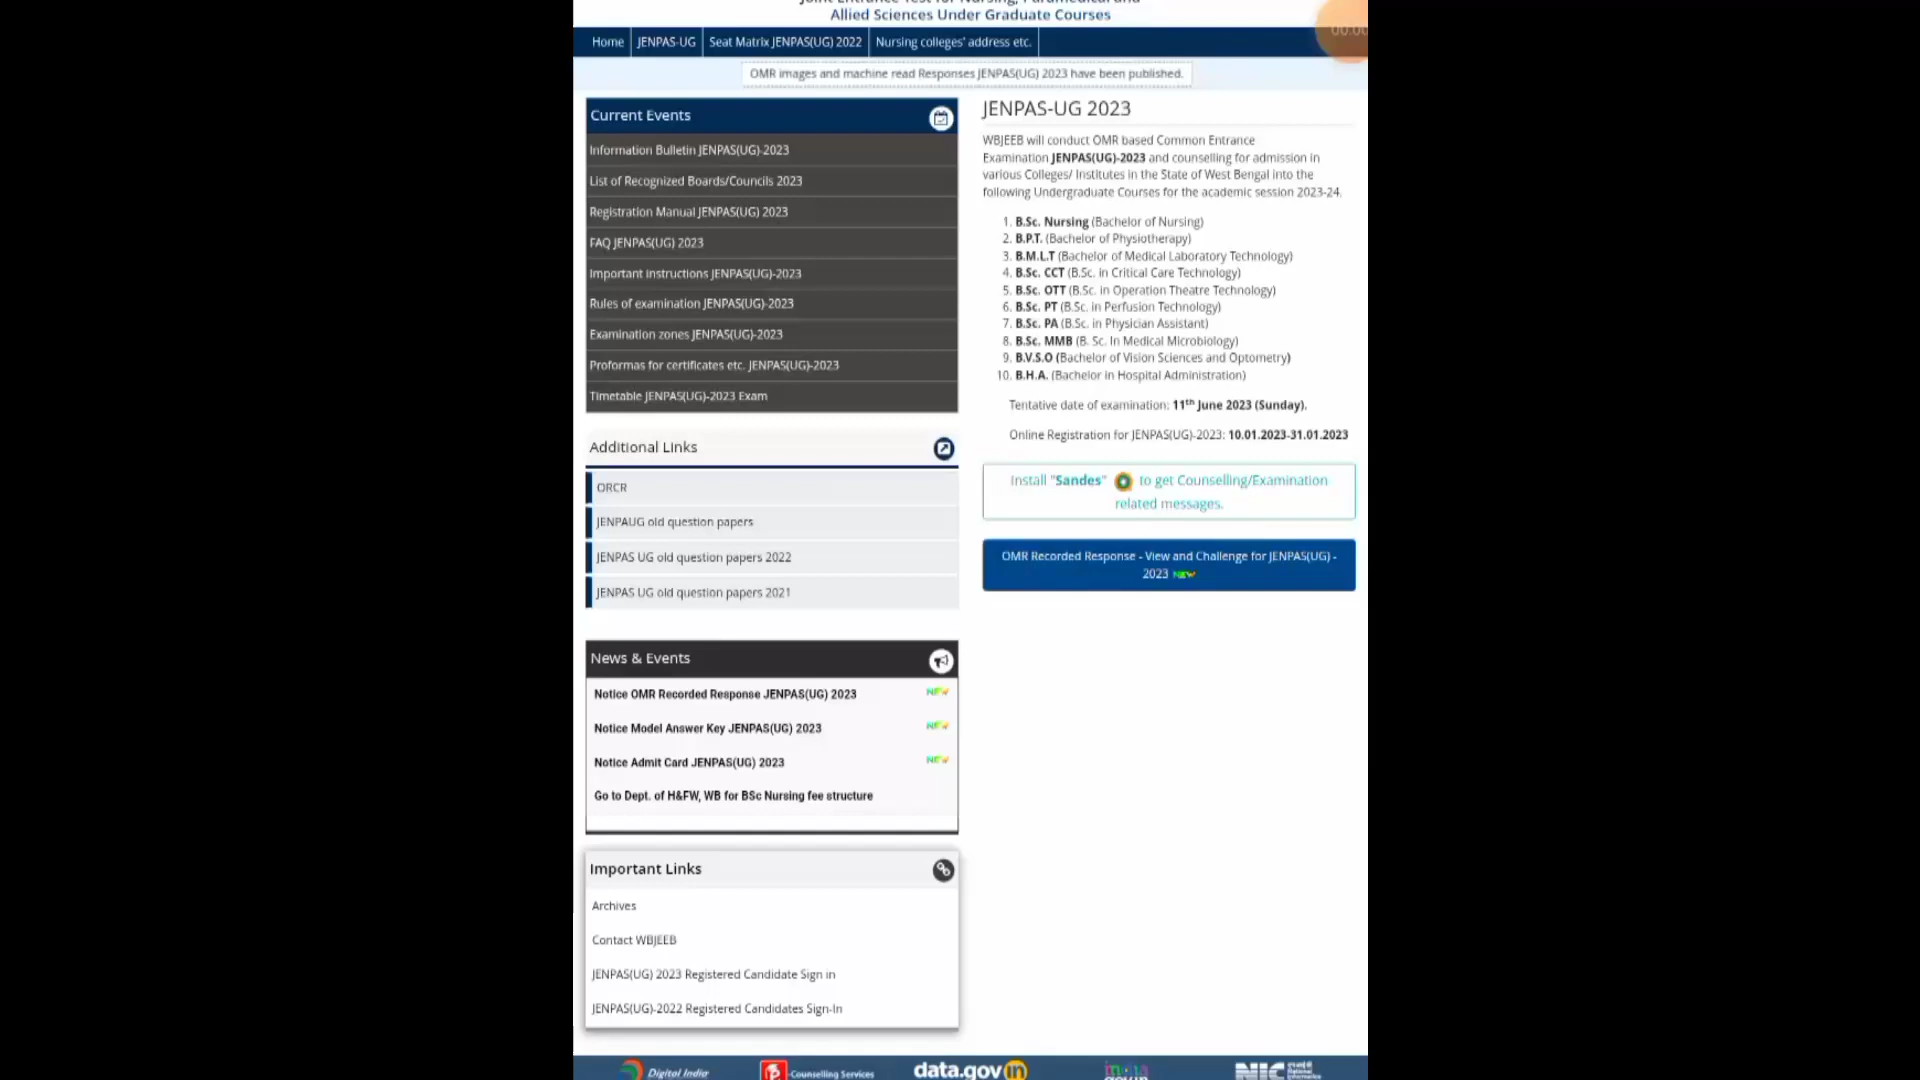 Joint Entrance Test for Nursing, Paramedical and
Allied Sciences Under Graduate Courses
00:00
Home
JENPAS-UG
Seat Matrix JENPAS(UG) 2022
Nursing colleges' address etc.
OMR images and machine read Responses JENPAS(UG) 2023 have been published.
Current Events
Information Bulletin JENPAS(UG)-2023
List of Recognized Boards/Councils 2023
Registration Manual JENPAS(UG) 2023
FAQ JENPAS(UG) 2023
Important instructions JENPAS(UG)-2023
Rules of examination JENPAS(UG)-2023
Examination zones JENPAS(UG)-2023
Proformas for certificates etc. JENPAS(UG)-2023
Timetable JENPAS(UG)-2023 Exam
Additional Links
ORCR
JENPAUG old question papers
JENPAS UG old question papers 2022
JENPAS UG old question papers 2021
News & Events
Notice OMR Recorded Response JENPAS(UG) 2023 NEW
Notice Model Answer Key JENPAS(UG) 2023 NEW
Notice Admit Card JENPAS(UG) 2023 NEW
Go to Dept. of H&FW, WB for BSc Nursing fee structure
Important Links
Archives
Contact WBJEEB
JENPAS(UG) 2023 Registered Candidate Sign in
JENPAS(UG)-2022 Registered Candidates Sign-In
JENPAS-UG 2023
WBJEEB will conduct OMR based Common Entrance
Examination JENPAS(UG)-2023 and counselling for admission in
various Colleges/ Institutes in the State of West Bengal into the
following Undergraduate Courses for the academic session 2023-24.
1. B.Sc. Nursing (Bachelor of Nursing)
2. B.P.T. (Bachelor of Physiotherapy)
3. B.M.L.T (Bachelor of Medical Laboratory Technology)
4. B.Sc. CCT (B.Sc. in Critical Care Technology)
5. B.Sc. OTT (B.Sc. in Operation Theatre Technology)
6. B.Sc. PT (B.Sc. in Perfusion Technology)
7. B.Sc. PA (B.Sc. in Physician Assistant)
8. B.Sc. MMB (B. Sc. In Medical Microbiology)
9. B.V.S.O (Bachelor of Vision Sciences and Optometry)
10. B.H.A. (Bachelor in Hospital Administration)
Tentative date of examination: 11th June 2023 (Sunday).
Online Registration for JENPAS(UG)-2023: 10.01.2023-31.01.2023
Install "Sandes" to get Counselling/Examination
related messages.
OMR Recorded Response - View and Challenge for JENPAS(UG) -
2023 NEW
Digital India
-Counselling Services
data.gov in
NIC